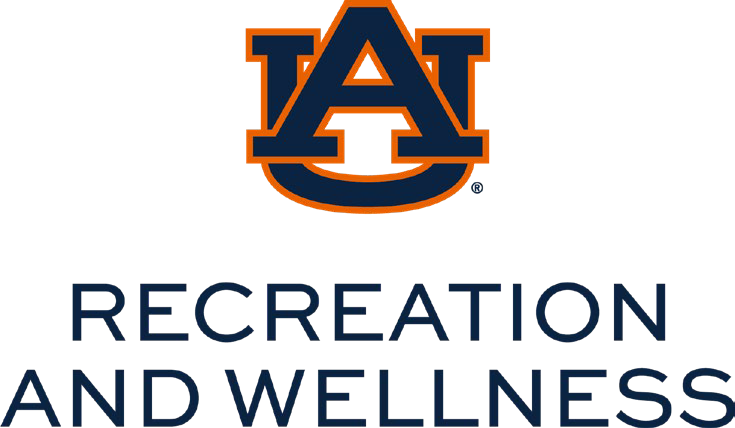 AU
®
RECREATION
AND WELLNESS